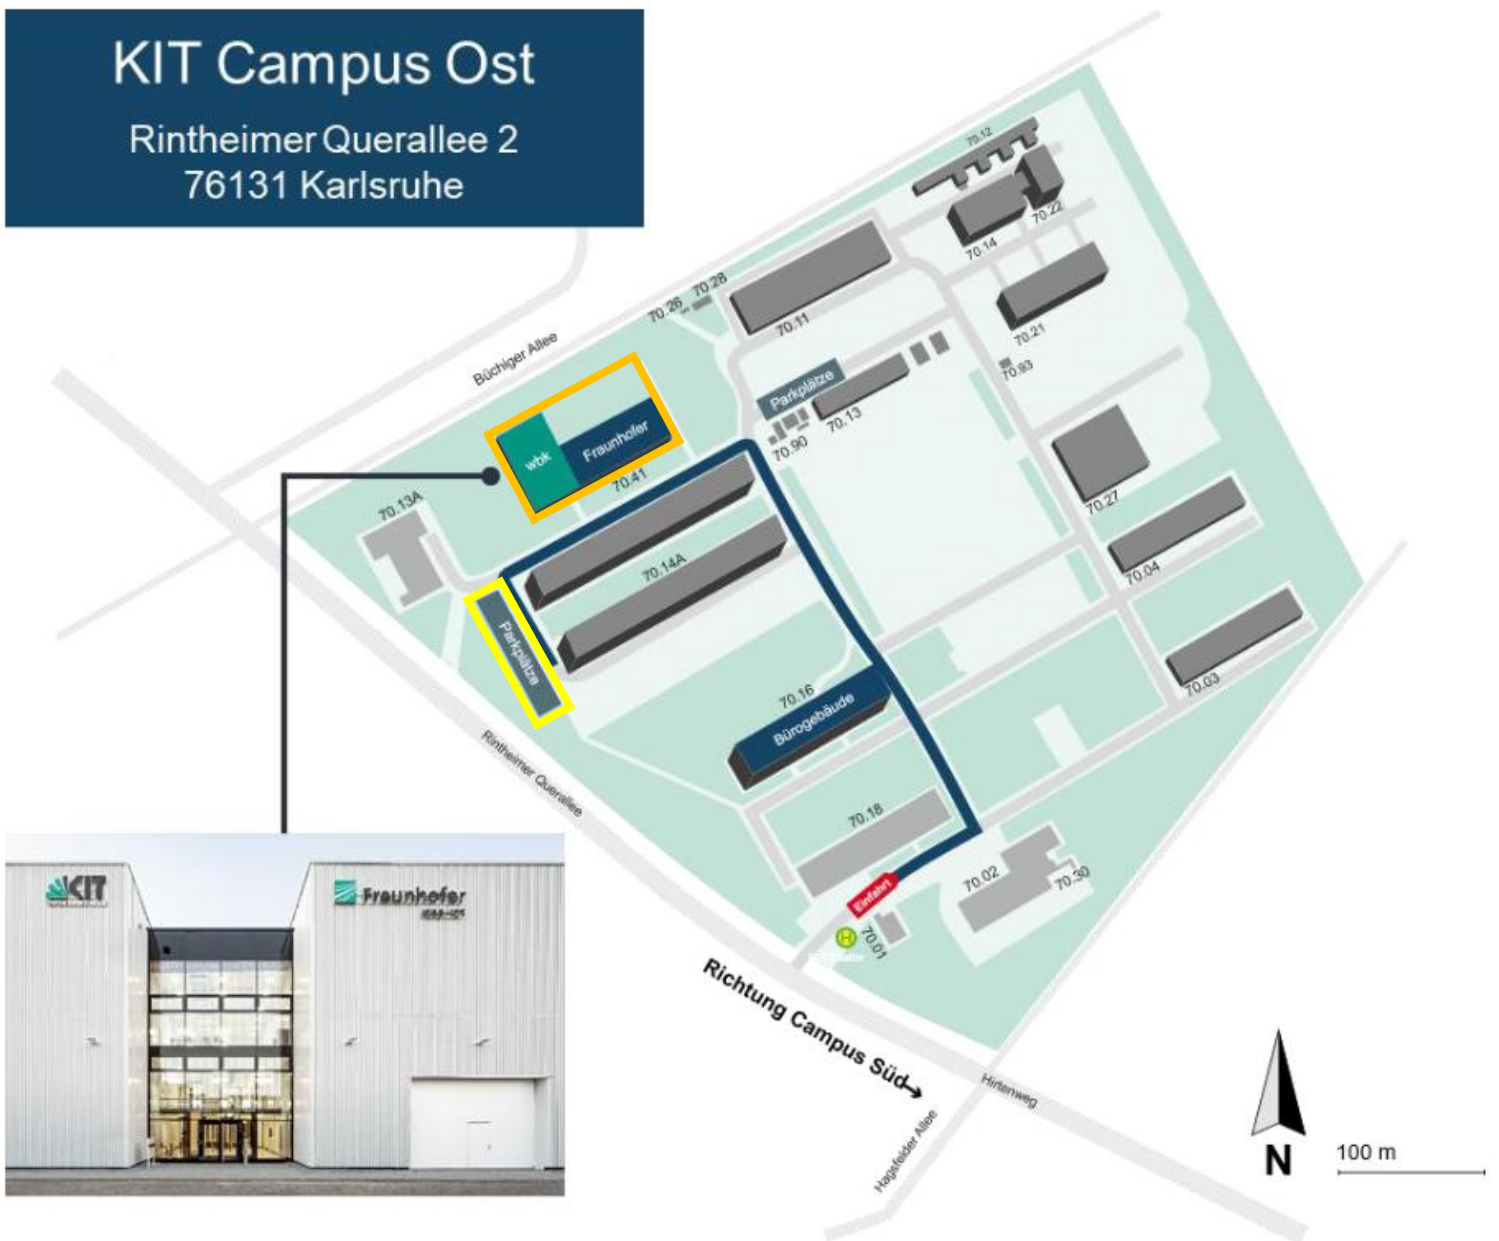 KIT Campus Ost
Rintheimer Querallee 2
76131 Karlsruhe
70.12
70.22
70.14
70.28
70.26
70.11
70.21
70.93
Büchiger Allee
Parkplätze
70.13
70.90
wbk
Fraunhofer
70.41
70.13A
70.27
70.14A
70.04
Parkplätze
70.03
70.16
Bürogebäude
Rintheimer Querallee
70.18
70.02
70.30
Einfahrt
H
70.01
Richtung Campus Süd→
KIT
Fraunhofer
Hirtenweg
Hagsfelder Allee
N
100 m